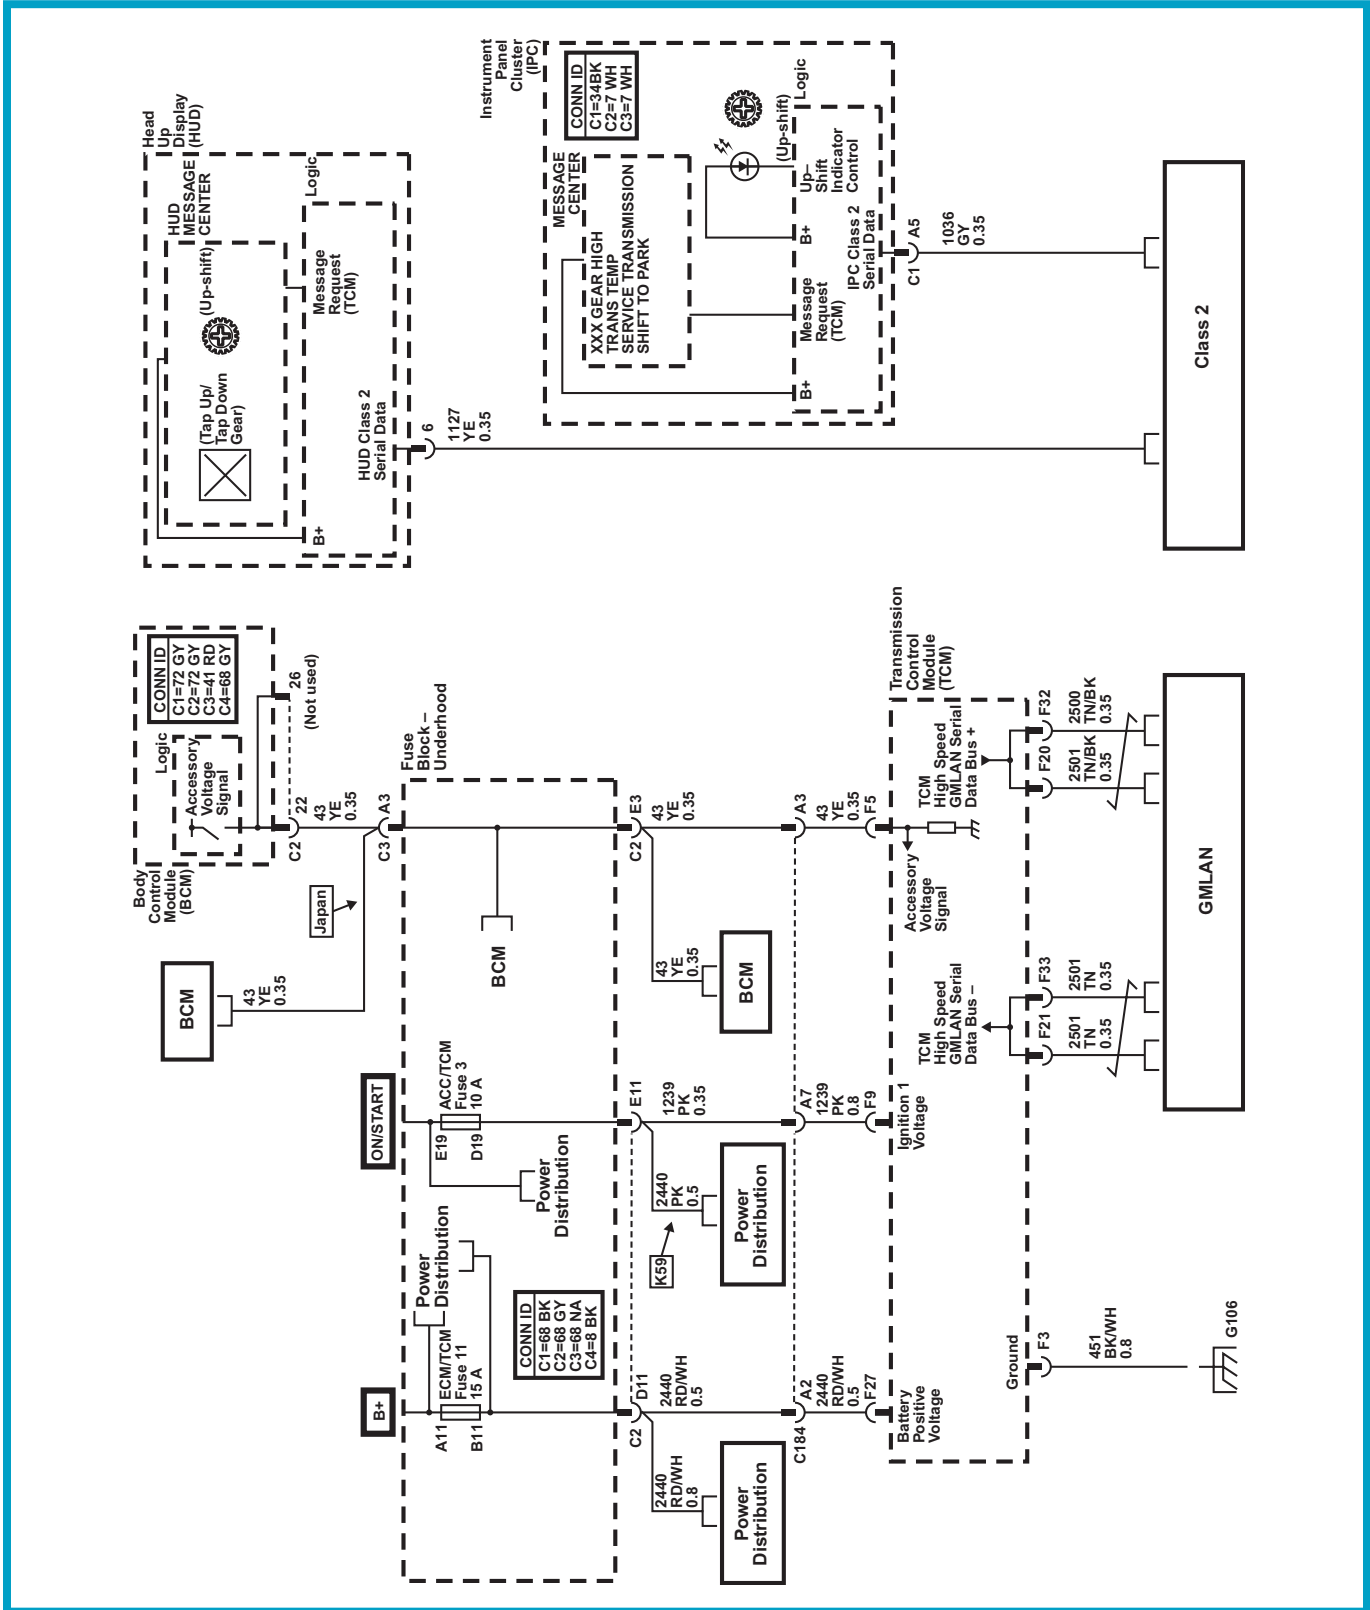 Head
Up
Display
(HUD)
HUD
MESSAGE
CENTER
(Up-shift)
(Tap Up/
Tap Down
Gear)
Logic
Message
Request
(TCM)
HUD Class 2
Serial Data
B+
6
1127
YE
0.35
Instrument
Panel
Cluster
(IPC)
CONN ID
C1=34BK
C2=7 WH
C3=7 WH
MESSAGE
CENTER
XXX GEAR HIGH
TRANS TEMP
SERVICE TRANSMISSION
SHIFT TO PARK
(Up-shift)
Logic
Up–
Shift
Indicator
Control
B+
IPC Class 2
Serial Data
Message
Request
(TCM)
B+
A5
C1
1036
GY
0.35
Class 2
Body
Control
Module
(BCM)
CONN ID
C1=72 GY
C2=72 GY
C3=41 RD
C4=68 GY
Logic
Accessory
Voltage
Signal
26
(Not used)
22
C2
43
YE
0.35
A3
C3
Japan
BCM
43
YE
0.35
Fuse
Block –
Underhood
BCM
ON/START
ACC/TCM
Fuse 3
10 A
E19
D19
Power
Distribution
B+
Power
Distribution
ECM/TCM
Fuse 11
15 A
A11
B11
CONN ID
C1=68 BK
C2=68 GY
C3=68 NA
C4=8 BK
E3
C2
43
YE
0.35
43
YE
0.35
BCM
E11
1239
PK
0.35
2440
PK
0.5
K59
Power
Distribution
D11
C2
2440
RD/WH
0.5
2440
RD/WH
0.8
Power
Distribution
A3
43
YE
0.35
F5
A7
1239
PK
0.8
F9
A2
C184
2440
RD/WH
0.5
F27
Transmission
Control
Module
(TCM)
Accessory
Voltage
Signal
TCM
High Speed
GMLAN Serial
Data Bus +
TCM
High Speed
GMLAN Serial
Data Bus –
Ignition 1
Voltage
Battery
Positive
Voltage
Ground
F32
2500
TN/BK
0.35
F20
2501
TN/BK
0.35
F33
2501
TN
0.35
F21
2501
TN
0.35
GMLAN
F3
451
BK/WH
0.8
G106